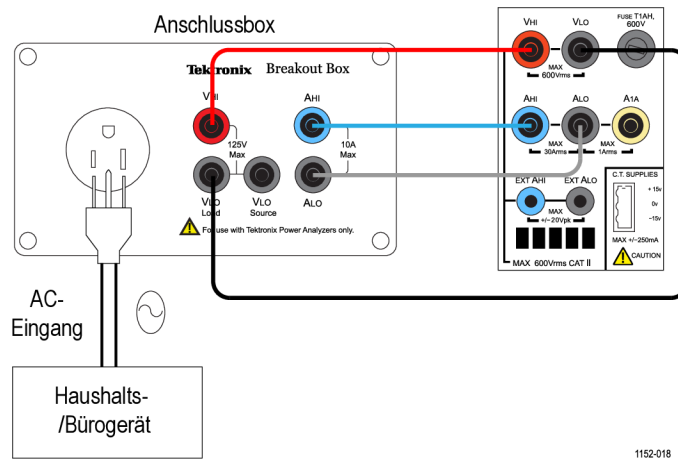 Anschlussbox
Tektronix Breakout Box
VHI
AHI
125V
Max
10A
Max
VLO
Load
VLO
Source
ALO
For use with Tektronix Power Analyzers only.
AC-
Eingang
Haushalts-
/Bürogerät
VHI
VLO
FUSE T1AH,
600V
MAX
600Vrms
AHI
ALO
A1A
MAX
30Arms
MAX
1Arms
EXT AHI
EXT ALO
MAX
+/- 20Vpk
MAX 600Vrms CAT II
C.T. SUPPLIES
+ 15v
0v
-15v
MAX +/-250mA
CAUTION
1152-018